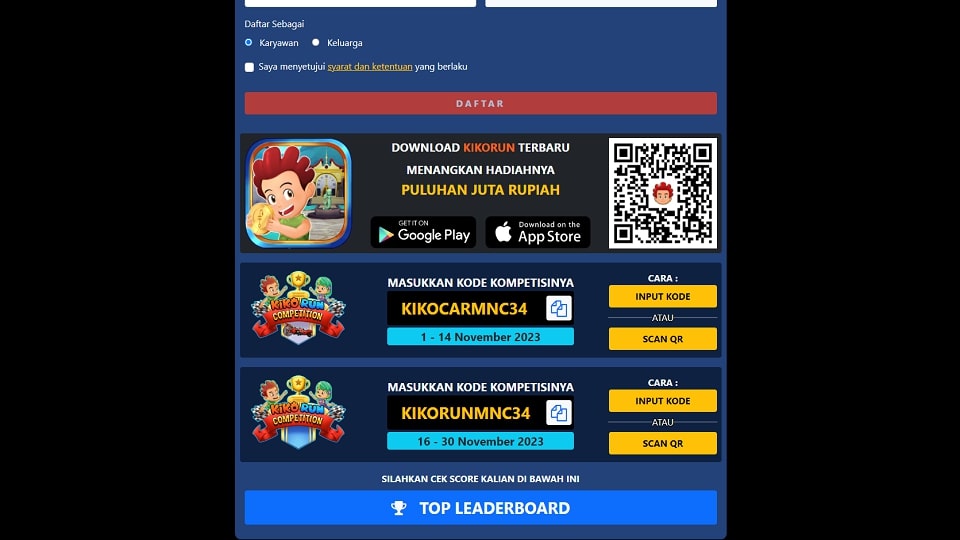 Daftar Sebagai
Karyawan Keluarga
Saya menyetujui syarat dan ketentuan yang berlaku
DAFTAR
DOWNLOAD KIKORUN TERBARU
MENANGKAN HADIAHNYA
PULUHAN JUTA RUPIAH
GET IT ON
Google Play
Download on the
App Store
KIKO RUN
COMPETITION
MASUKKAN KODE KOMPETISINYA
KIKOCARMNC34
1 - 14 November 2023
CARA :
INPUT KODE
ATAU
SCAN QR
KIKO RUN
COMPETITION
MASUKKAN KODE KOMPETISINYA
KIKORUNMNC34
16 - 30 November 2023
CARA :
INPUT KODE
ATAU
SCAN QR
SILAHKAN CEK SCORE KALIAN DI BAWAH INI
TOP LEADERBOARD